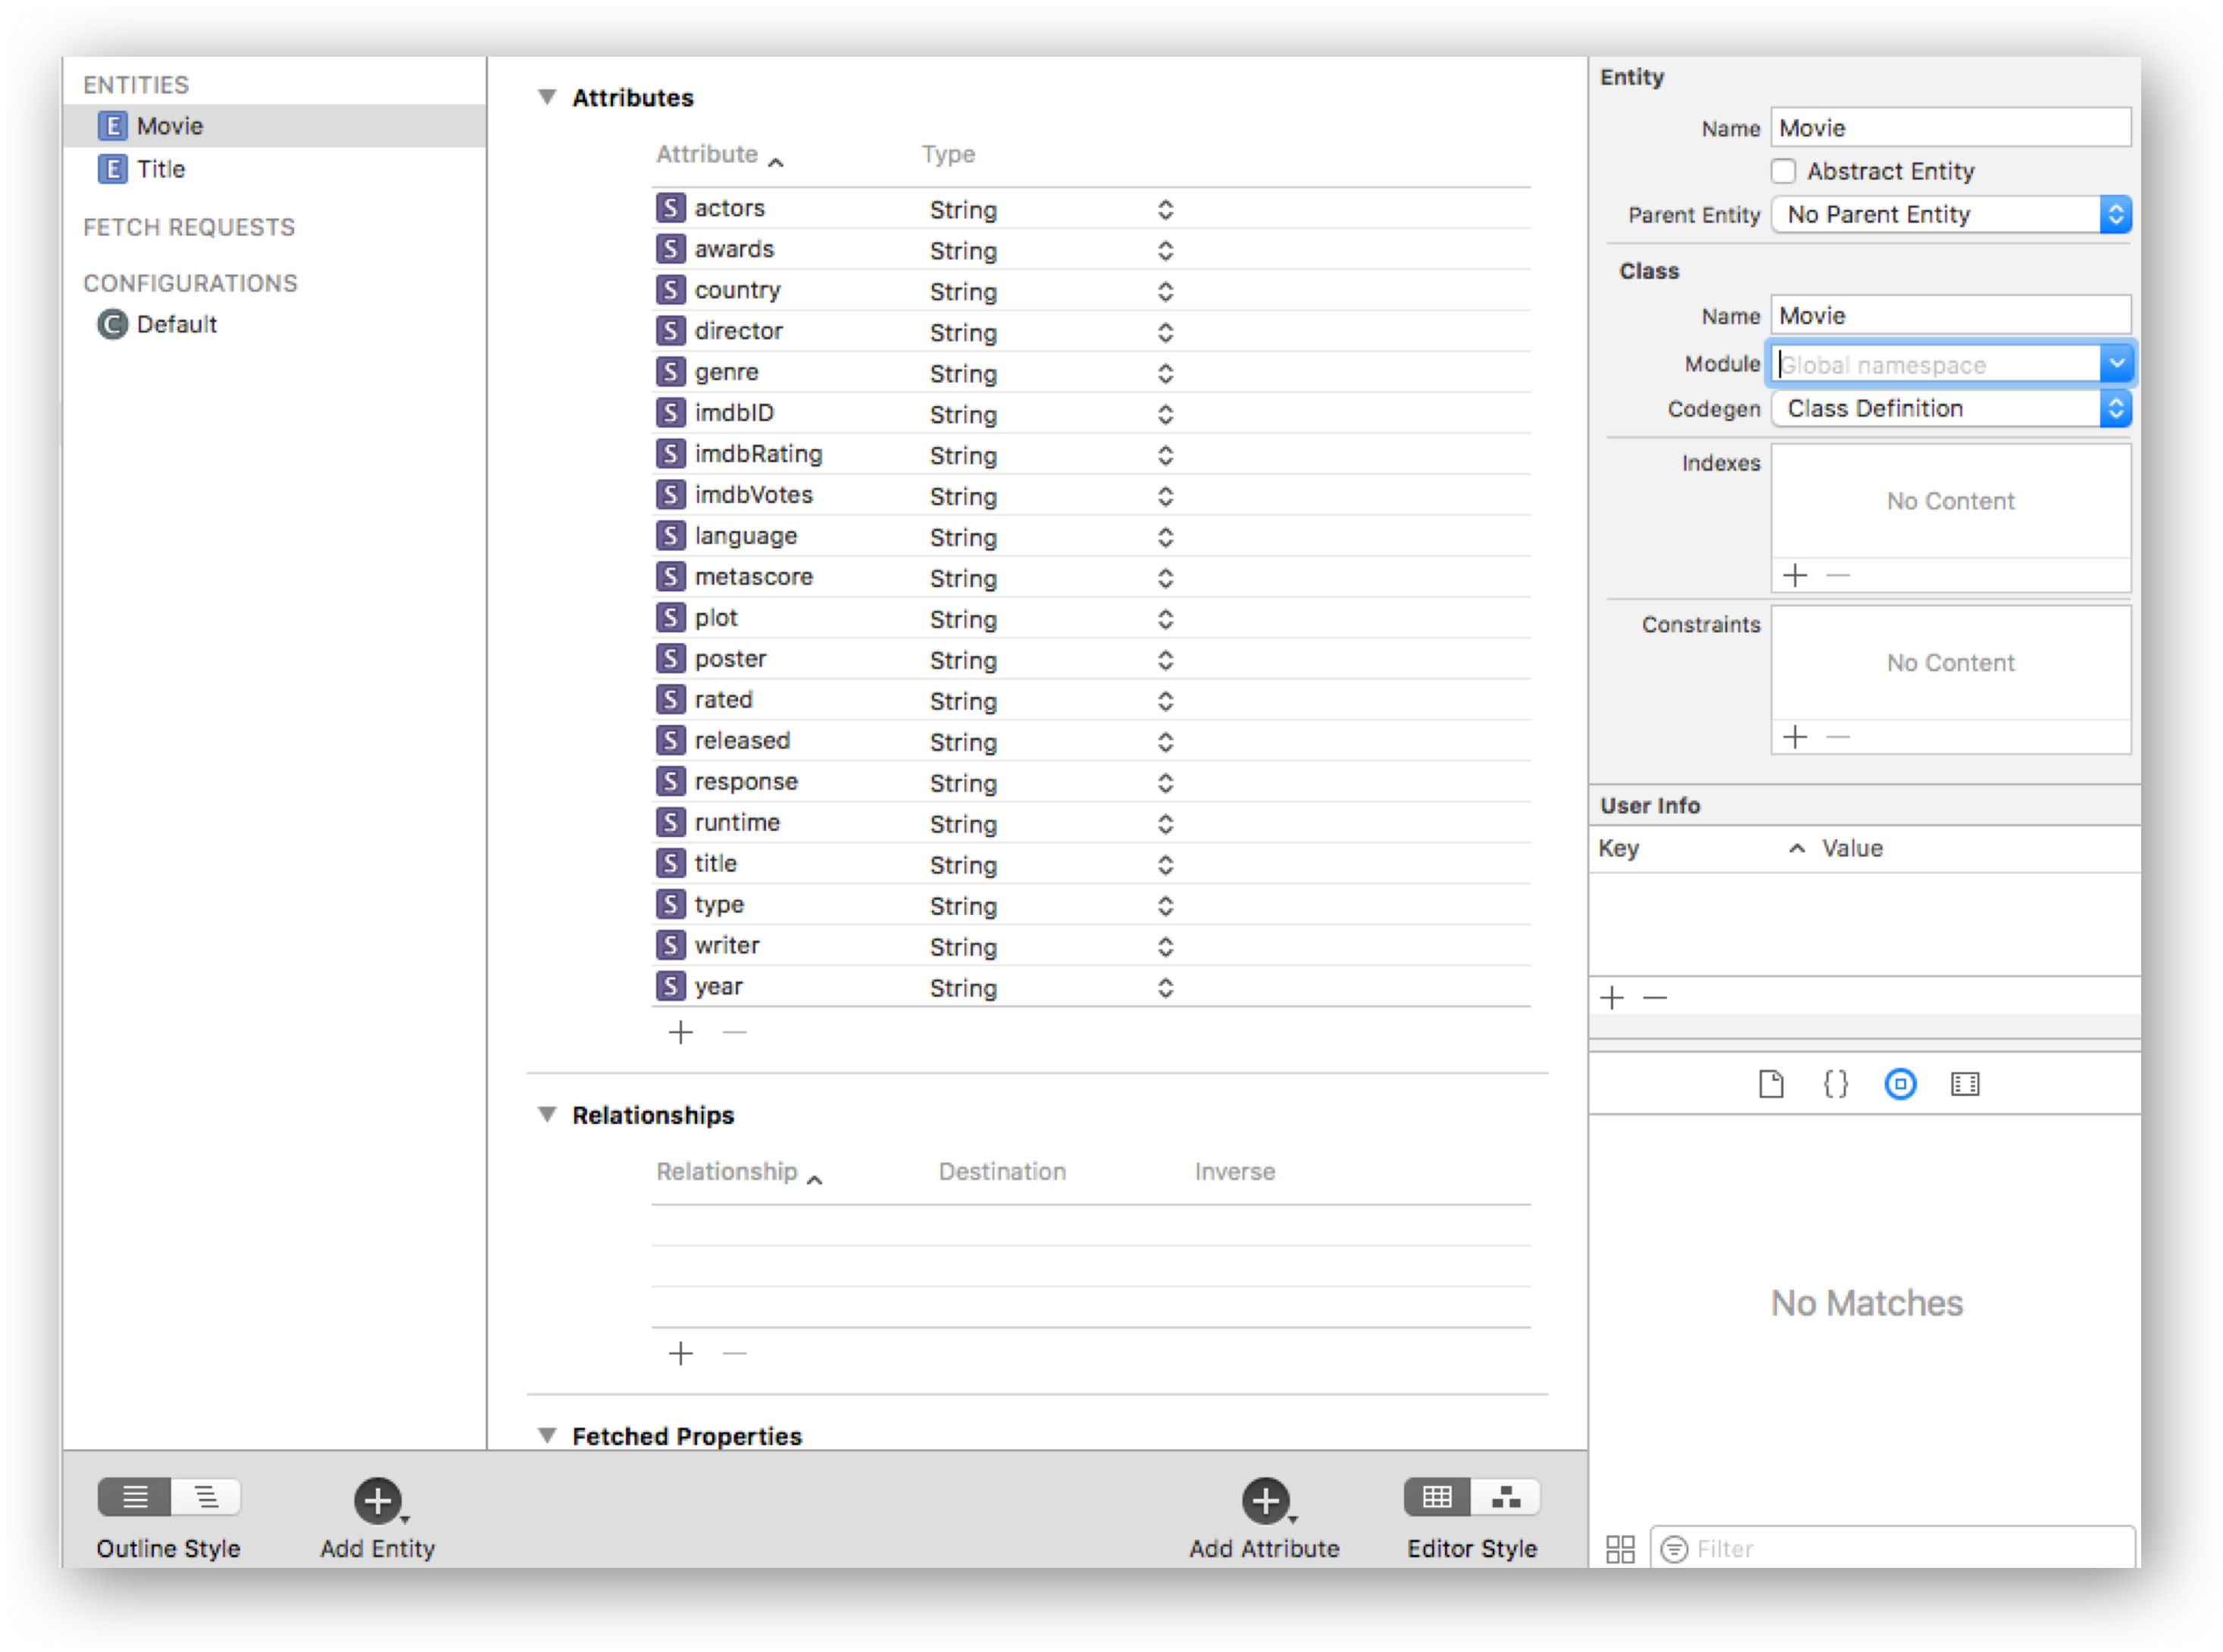 ENTITIES
E Movie
E Title
FETCH REQUESTS
CONFIGURATIONS
C Default
Attributes
Attribute Type
S actors String
S awards String
S country String
S director String
S genre String
S imdbID String
S imdbRating String
S imdbVotes String
S language String
S metascore String
S plot String
S poster String
S rated String
S released String
S response String
S runtime String
S title String
S type String
S writer String
S year String
Relationships
Relationship Destination Inverse
Fetched Properties
Outline Style Add Entity Add Attribute Editor Style
Entity
Name Movie
Abstract Entity
Parent Entity No Parent Entity
Class
Name Movie
Module Global namespace
Codegen Class Definition
Indexes
No Content
Constraints
No Content
User Info
Key Value
{ }
No Matches
Filter